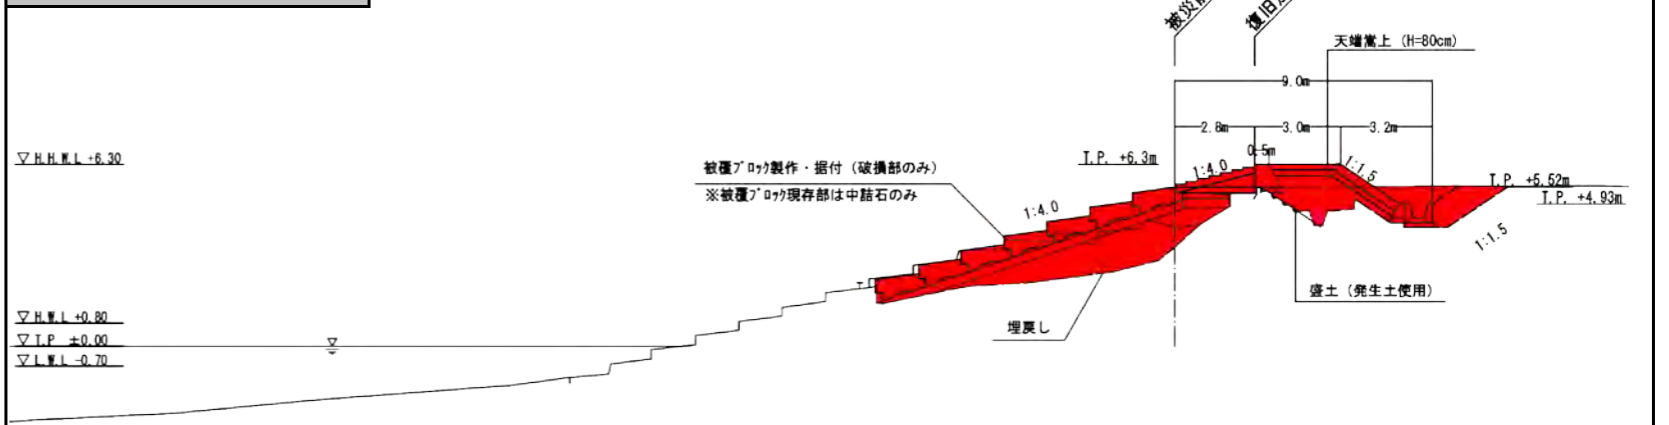 被災
復旧
天端嵩上 (H=80cm)
9.0m
2.8m
3.0m
3.2m
0.5m
▽H.H.W.L +6.30
T.P. +6.3m
1:4.0
1:1.5
被覆ブロック製作・据付 (破損部のみ)
※被覆ブロック現存部は中詰石のみ
T.P. +5.52m
T.P. +4.93m
1:4.0
1:1.5
盛土 (発生土使用)
▽H.W.L +0.80
埋戻し
▽T.P ±0.00
▽L.W.L -0.70